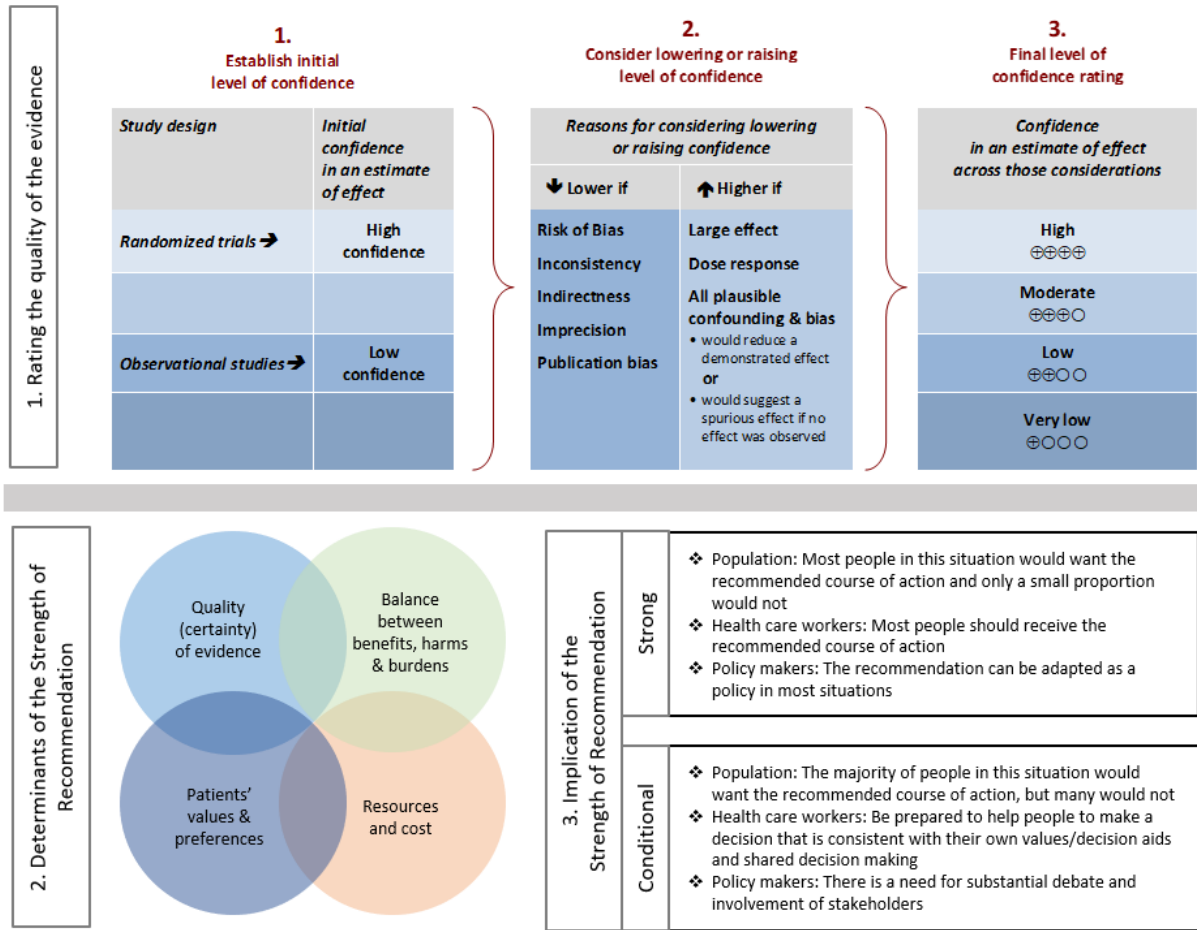 1. Rating the quality of the evidence
1.
Establish initial
level of confidence
Study design
Initial
confidence
in an estimate
of effect
Randomized trials ➔
High
confidence
Observational studies ➔
Low
confidence
2.
Consider lowering or raising
level of confidence
Reasons for considering lowering
or raising confidence
🡇 Lower if
🡅 Higher if
Risk of Bias
Inconsistency
Indirectness
Imprecision
Publication bias
Large effect
Dose response
All plausible
confounding & bias
• would reduce a
demonstrated effect
or
• would suggest a
spurious effect if no
effect was observed
3.
Final level of
confidence rating
Confidence
in an estimate of effect
across those considerations
High
⊕⊕⊕⊕
Moderate
⊕⊕⊕○
Low
⊕⊕○○
Very low
⊕○○○
2. Determinants of the Strength of
Recommendation
Quality
(certainty)
of evidence
Balance
between
benefits, harms
& burdens
Patients'
values &
preferences
Resources
and cost
3. Implication of the
Strength of Recommendation
Strong
❖ Population: Most people in this situation would want the
recommended course of action and only a small proportion
would not
❖ Health care workers: Most people should receive the
recommended course of action
❖ Policy makers: The recommendation can be adapted as a
policy in most situations
Conditional
❖ Population: The majority of people in this situation would
want the recommended course of action, but many would not
❖ Health care workers: Be prepared to help people to make a
decision that is consistent with their own values/decision aids
and shared decision making
❖ Policy makers: There is a need for substantial debate and
involvement of stakeholders